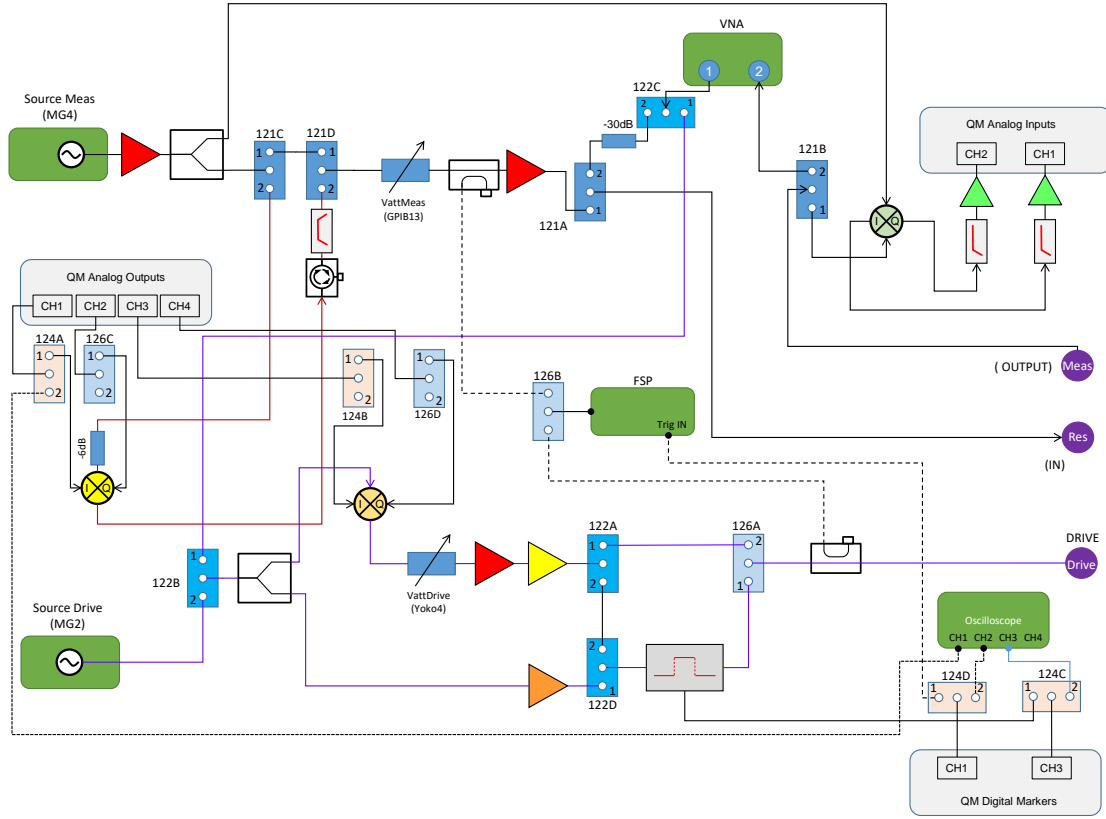 VNA
1
2
Source Meas
(MG4)
122C
2
1
-30dB
121C
1
2
121D
1
2
VattMeas
(GPIB13)
2
1
121A
121B
2
1
QM Analog Inputs
CH2
CH1
I
Q
QM Analog Outputs
CH1
CH2
CH3
CH4
124A
1
2
126C
1
2
-6dB
I
Q
1
2
124B
1
2
126D
I
Q
126B
FSP
Trig IN
( OUTPUT)
Meas
Res
(IN)
122B
1
2
Source Drive
(MG2)
VattDrive
(Yoko4)
122A
1
2
126A
2
1
2
1
122D
DRIVE
Drive
Oscilloscope
CH1
CH2
CH3
CH4
124D
1
2
124C
1
2
CH1
CH3
QM Digital Markers